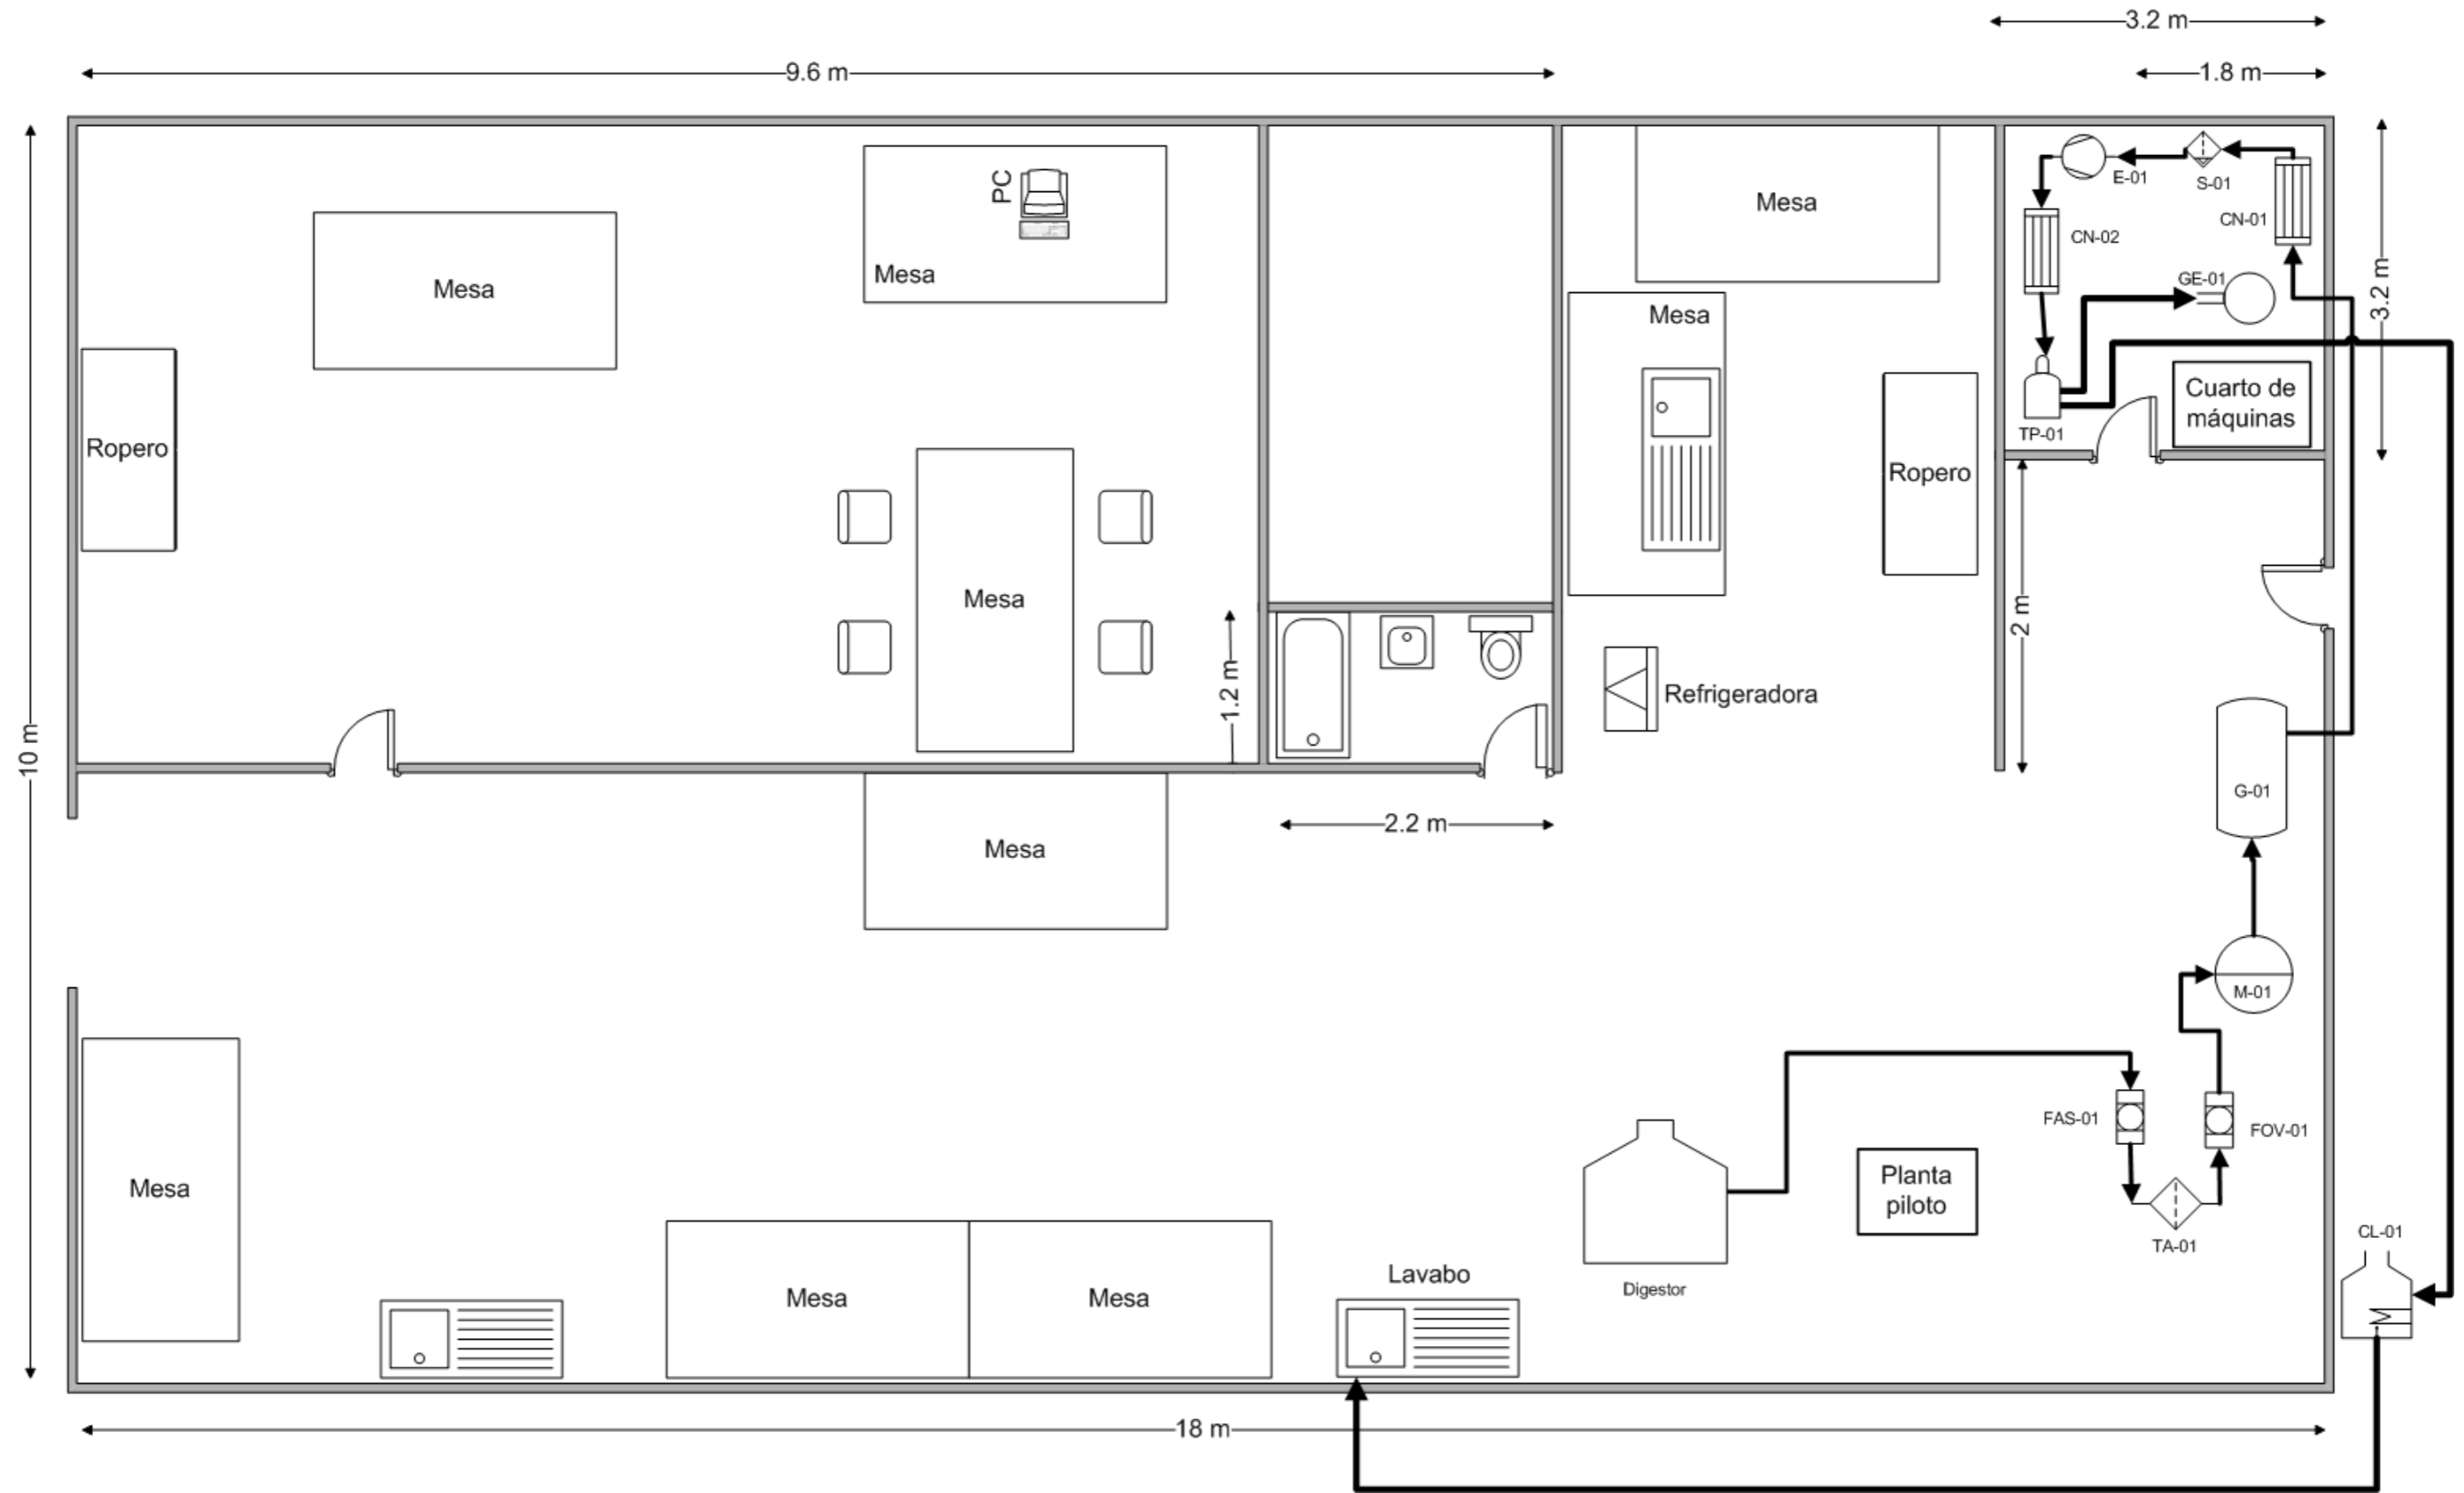 3.2 m
9.6 m
1.8 m
PC
Mesa
Mesa
Mesa
E-01
S-01
CN-01
CN-02
GE-01
3.2 m
Mesa
Cuarto de
máquinas
TP-01
Ropero
Ropero
Mesa
2 m
1.2 m
Refrigeradora
10 m
G-01
2.2 m
Mesa
M-01
FAS-01
FOV-01
Planta
piloto
Mesa
TA-01
CL-01
Lavabo
Digestor
Mesa
Mesa
18 m